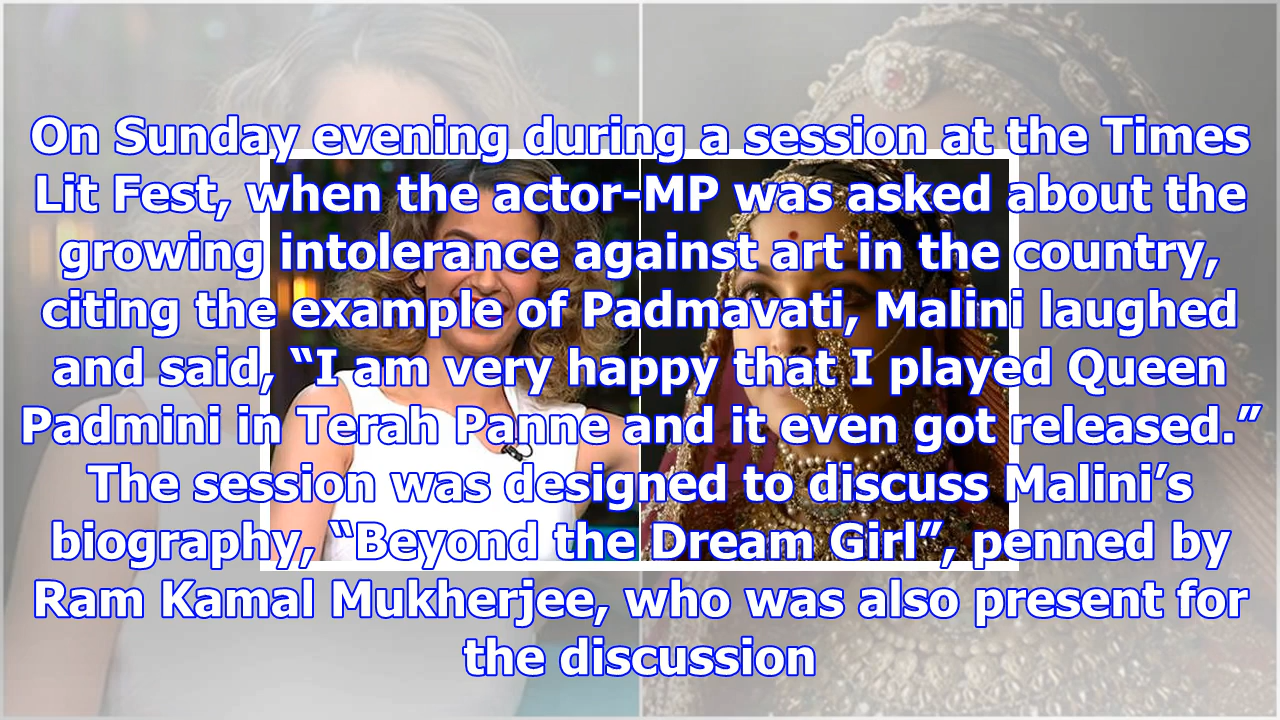 On Sunday evening during a session at the Times
Lit Fest, when the actor-MP was asked about the
growing intolerance against art in the country,
citing the example of Padmavati, Malini laughed
and said, “I am very happy that I played Queen
Padmini in Terah Panne and it even got released.”
The session was designed to discuss Malini’s
biography, “Beyond the Dream Girl”, penned by
Ram Kamal Mukherjee, who was also present for
the discussion